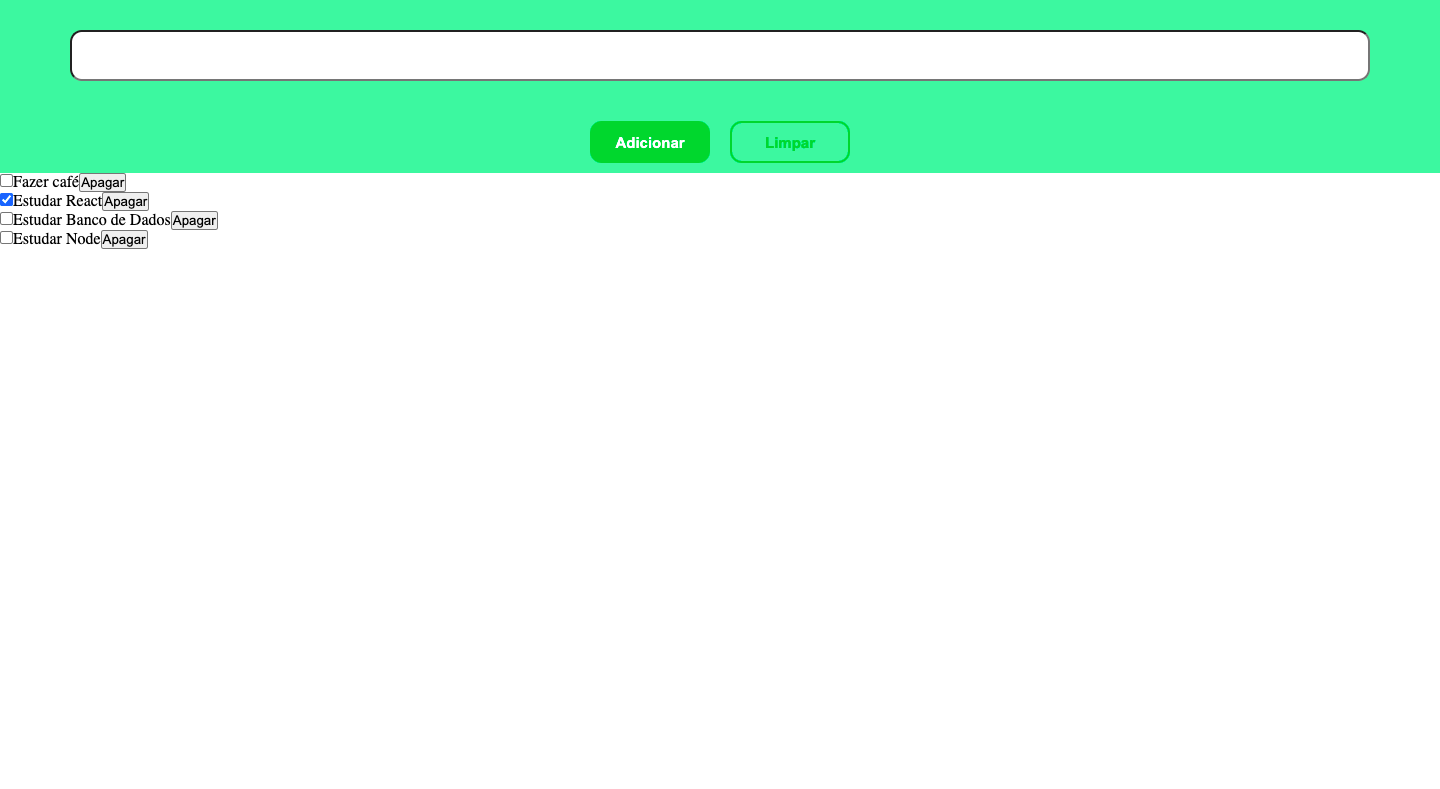 Adicionar Limpar
Fazer café Apagar
Estudar React Apagar
Estudar Banco de Dados Apagar
Estudar Node Apagar